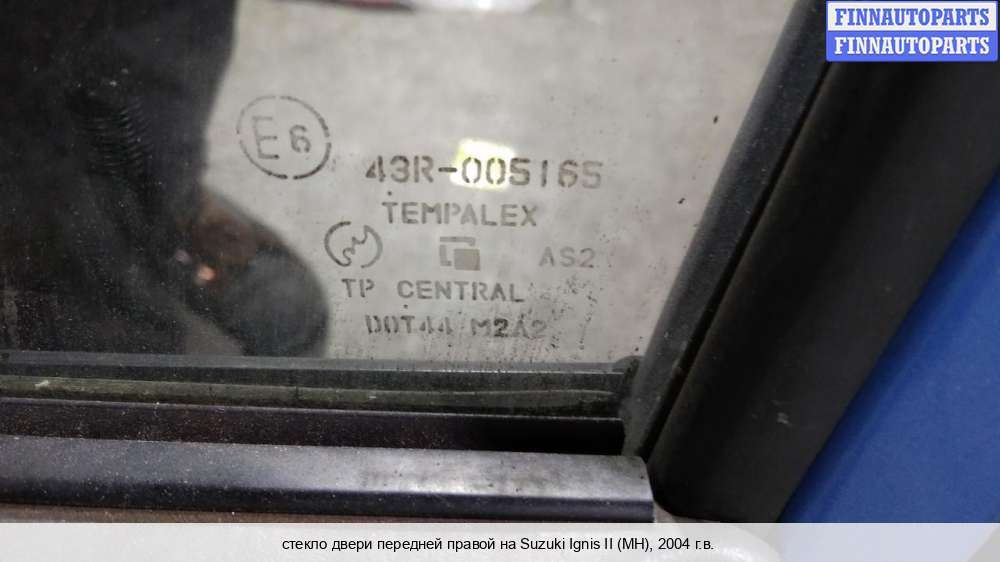 FINNAUTOPARTS
FINNAUTOPARTS
E6
43R-005165
TEMPALEX
AS2
TP CENTRAL
DOT44 M2A2
стекло двери передней правой на Suzuki Ignis II (MH), 2004 г.в.